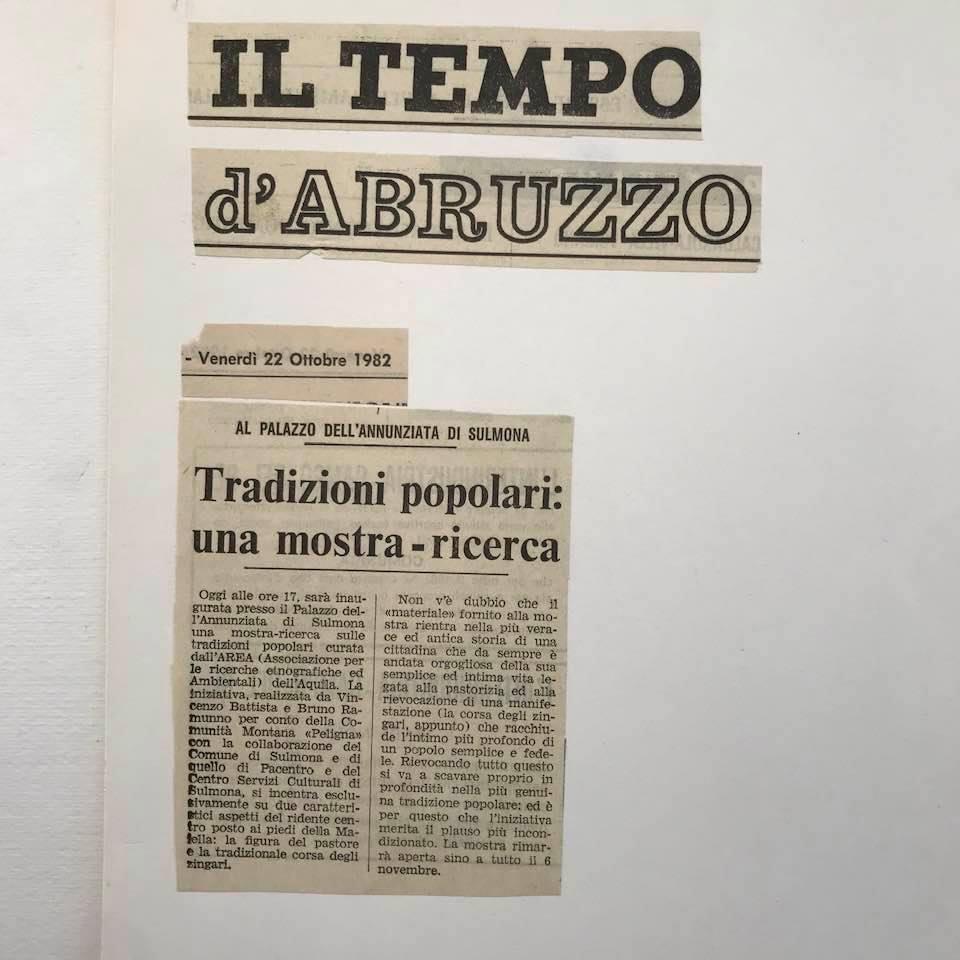 IL TEMPO
d'ABRUZZO
- Venerdì 22 Ottobre 1982
AL PALAZZO DELL'ANNUNZIATA DI SULMONA
Tradizioni popolari:
una mostra - ricerca
Oggi alle ore 17, sarà inau-
gurata presso il Palazzo del-
l'Annunziata di Sulmona
una mostra-ricerca sulle
tradizioni popolari curata
dall'AREA (Associazione per
le ricerche etnografiche ed
Ambientali) dell'Aquila. La
iniziativa, realizzata da Vin-
cenzo Battista e Bruno Ra-
munno per conto della Co-
munità Montana «Peligna»
con la collaborazione del
Comune di Sulmona e di
quello di Pacentro e del
Centro Servizi Culturali di
Sulmona, si incentra esclu-
sivamente su due caratteri-
stici aspetti del ridente cen-
tro posto ai piedi della Ma-
iella: la figura del pastore
e la tradizionale corsa degli
zingari.
Non v'è dubbio che il
«materiale» fornito alla mo-
stra rientra nella più vera-
ce ed antica storia di una
cittadina che da sempre è
andata orgogliosa della sua
semplice ed intima vita le-
gata alla pastorizia ed alla
rievocazione di una manife-
stazione (la corsa degli zin-
gari, appunto) che racchiu-
de l'intimo più profondo di
un popolo semplice e fede-
le. Rievocando tutto questo
si va a scavare proprio in
profondità nella più genui-
na tradizione popolare: ed è
per questo che l'iniziativa
merita il plauso più incon-
dizionato. La mostra rimar-
rà aperta sino a tutto il 6
novembre.